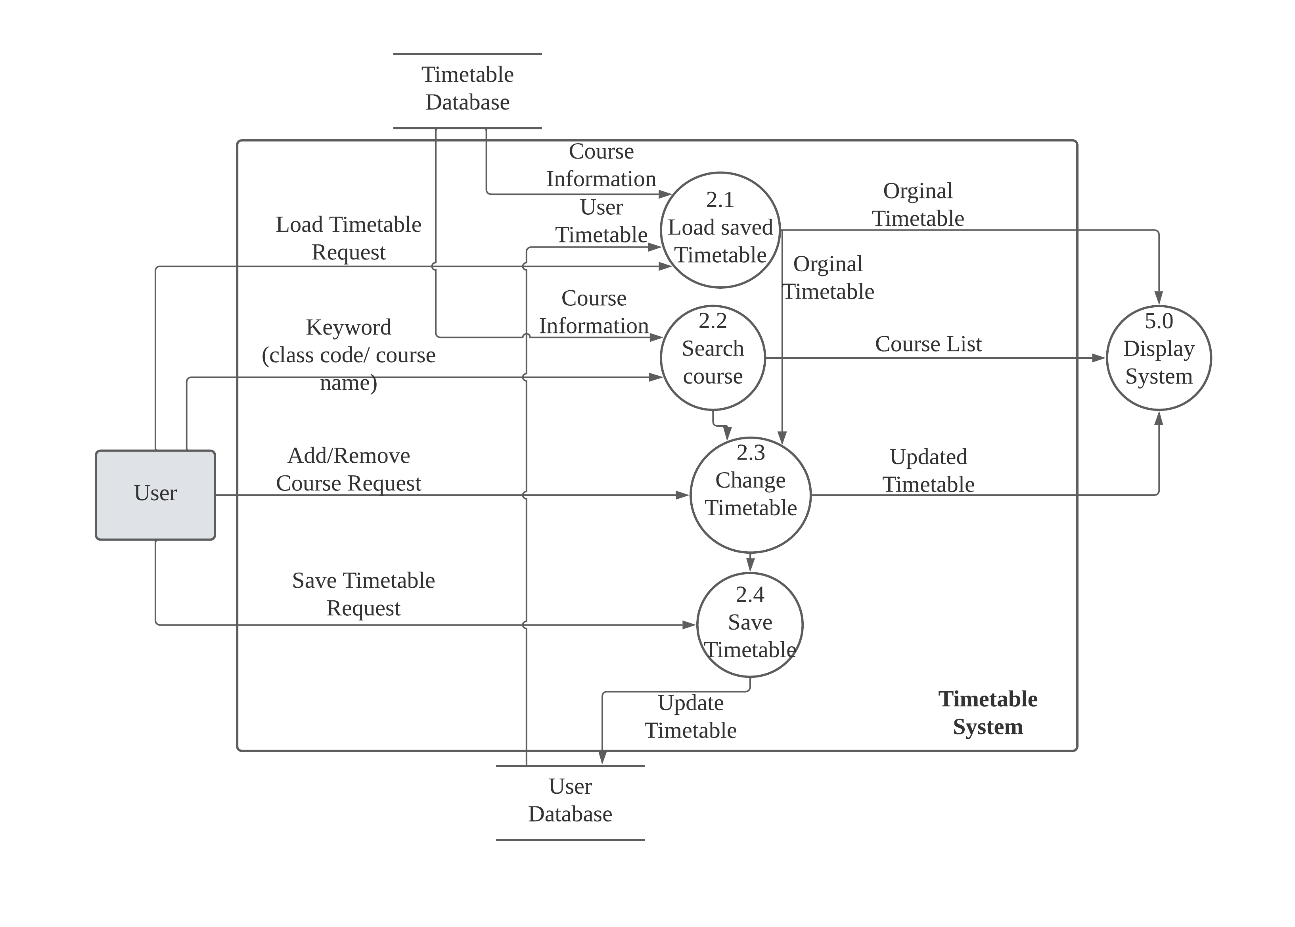 Timetable
Database
Course
Information
User
Timetable
2.1
Load saved
Timetable
Orginal
Timetable
Load Timetable
Request
Orginal
Timetable
Course
Information
Keyword
(class code/ course
name)
2.2
Search
course
Course List
5.0
Display
System
User
Add/Remove
Course Request
2.3
Change
Timetable
Updated
Timetable
Save Timetable
Request
2.4
Save
Timetable
Update
Timetable
Timetable
System
User
Database